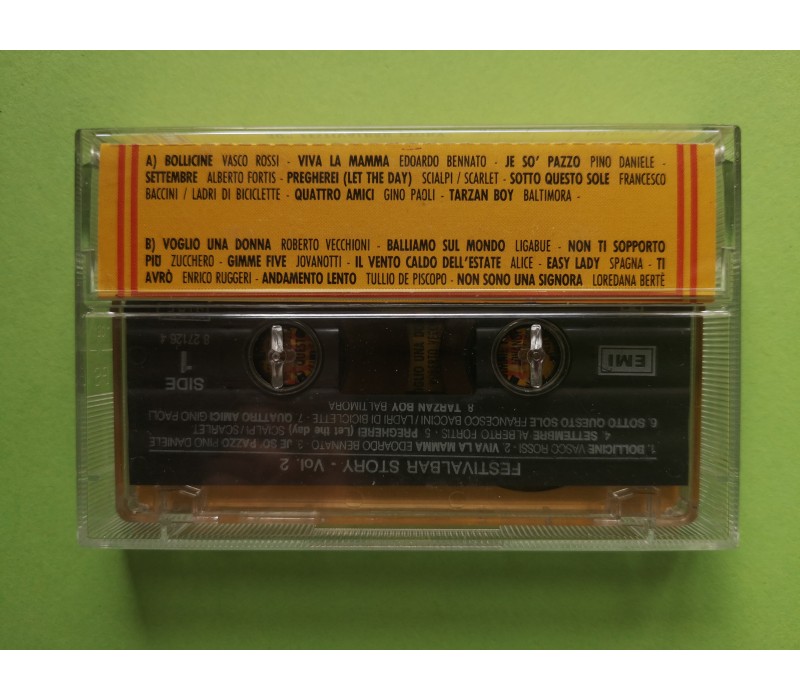 A) BOLLICINE VASCO ROSSI - VIVA LA MAMMA EDOARDO BENNATO - JE SO' PAZZO PINO DANIELE -
SETTEMBRE ALBERTO FORTIS - PREGHEREI (LET THE DAY) SCIALPI / SCARLET - SOTTO QUESTO SOLE FRANCESCO
BACCINI / LADRI DI BICICLETTE - QUATTRO AMICI GINO PAOLI - TARZAN BOY BALTIMORA -
B) VOGLIO UNA DONNA ROBERTO VECCHIONI - BALLIAMO SUL MONDO LIGABUE - NON TI SOPPORTO
PIÙ ZUCCHERO - GIMME FIVE JOVANOTTI - IL VENTO CALDO DELL'ESTATE ALICE - EASY LADY SPAGNA - TI
AVRÒ ENRICO RUGGERI - ANDAMENTO LENTO TULLIO DE PISCOPO - NON SONO UNA SIGNORA LOREDANA BERTÈ
FESTIVALBAR STORY - Vol. 2
1. BOLLICINE VASCO ROSSI - 2. VIVA LA MAMMA EDOARDO BENNATO - 3. JE SO' PAZZO PINO DANIELE
4. SETTEMBRE ALBERTO FORTIS - 5. PREGHEREI (Let the day) SCIALPI / SCARLET
6. SOTTO QUESTO SOLE FRANCESCO BACCINI / LADRI DI BICICLETTE - 7. QUATTRO AMICI GINO PAOLI
8. TARZAN BOY BALTIMORA
SIDE
1
EMI
8 27126 4